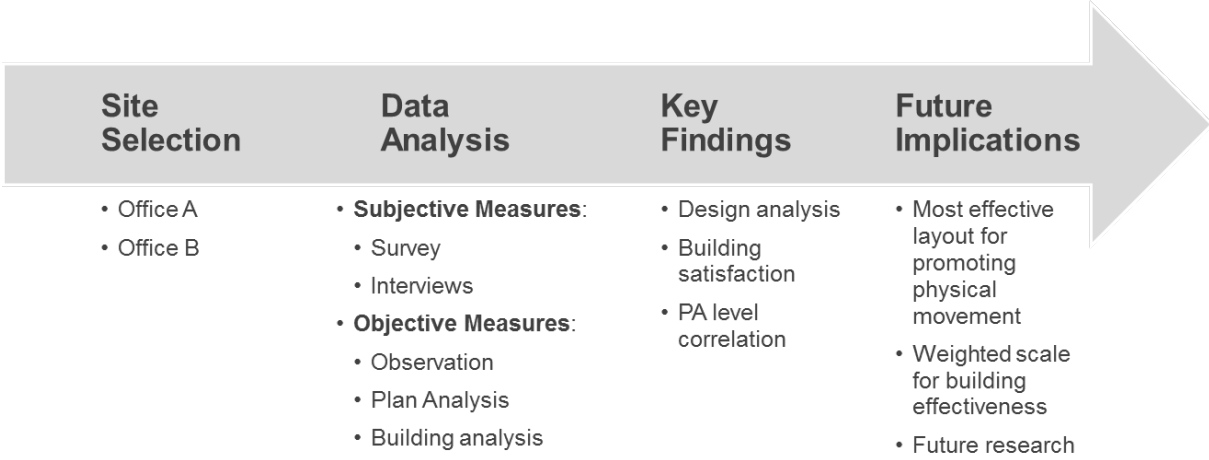 Site
Selection
Data
Analysis
Key
Findings
Future
Implications
• Office A
• Office B
• Subjective Measures:
• Survey
• Interviews
• Objective Measures:
• Observation
• Plan Analysis
• Building analysis
• Design analysis
• Building
satisfaction
• PA level
correlation
• Most effective
layout for
promoting
physical
movement
• Weighted scale
for building
effectiveness
• Future research